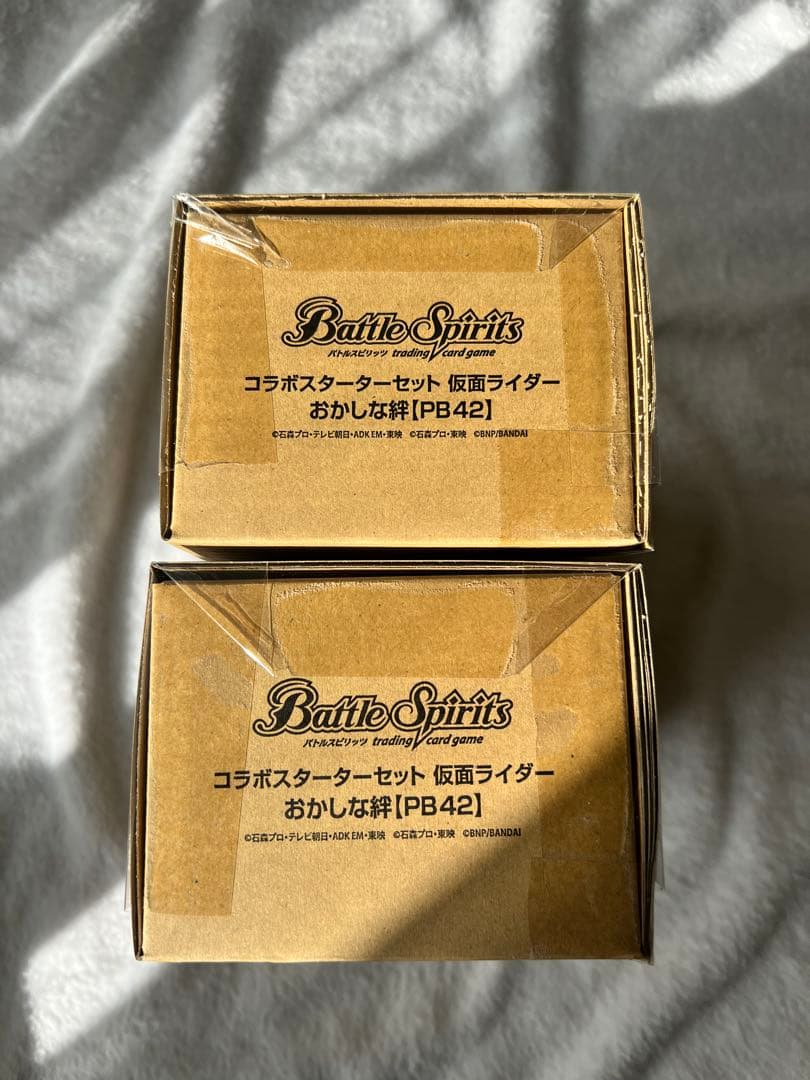 Battle Spirits
バトルスピリッツ trading card game
コラボスターターセット 仮面ライダー
おかしな絆【PB42】
©石森プロ・テレビ朝日・ADK EM・東映 ©石森プロ・東映 ©BNP/BANDAI
Battle Spirits
バトルスピリッツ trading card game
コラボスターターセット 仮面ライダー
おかしな絆【PB42】
©石森プロ・テレビ朝日・ADK EM・東映 ©石森プロ・東映 ©BNP/BANDAI